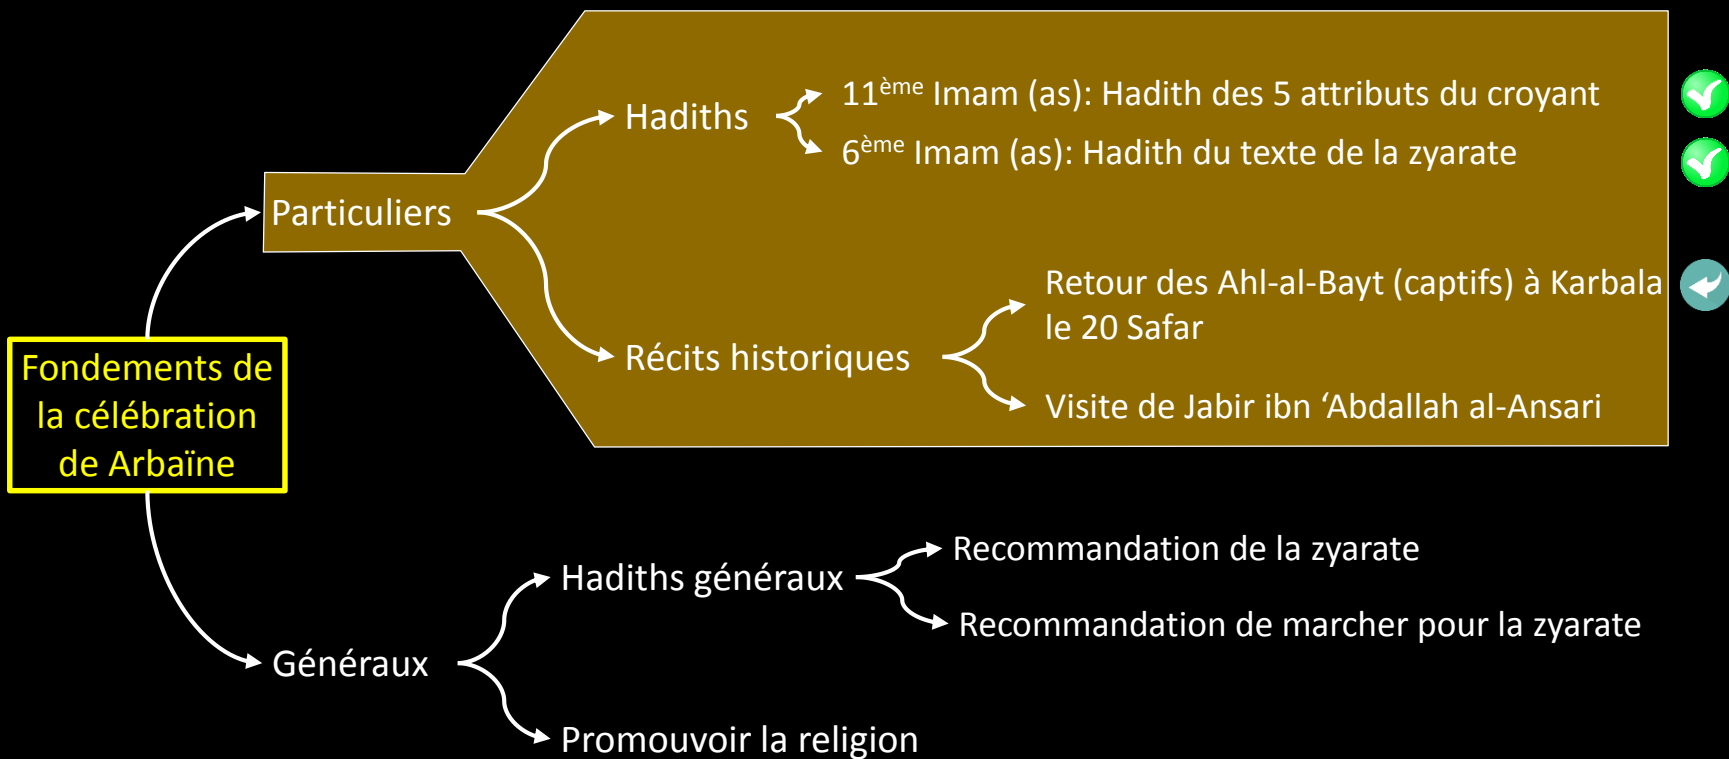 Fondements de
la célébration
de Arbaïne
Particuliers
Hadiths
11ème Imam (as): Hadith des 5 attributs du croyant
6ème Imam (as): Hadith du texte de la zyarate
Récits historiques
Retour des Ahl-al-Bayt (captifs) à Karbala
le 20 Safar
Visite de Jabir ibn ‘Abdallah al-Ansari
Généraux
Hadiths généraux
Recommandation de la zyarate
Recommandation de marcher pour la zyarate
Promouvoir la religion